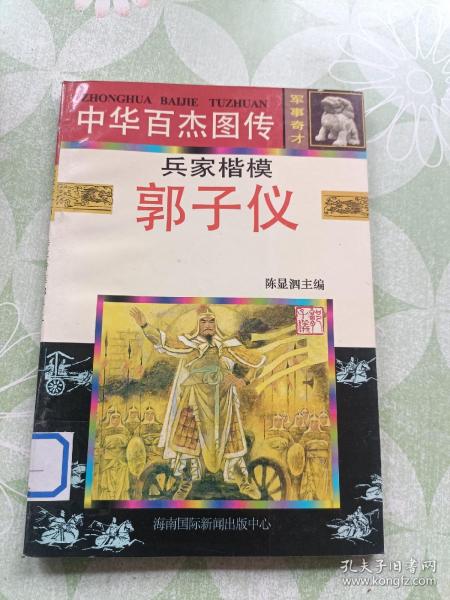 ZHONGHUA BAIJIE TUZHUAN
中华百杰图传
军事奇才
兵家楷模
郭子仪
陈显泗主编
海南国际新闻出版中心
孔夫子旧书网
www.kongfz.com